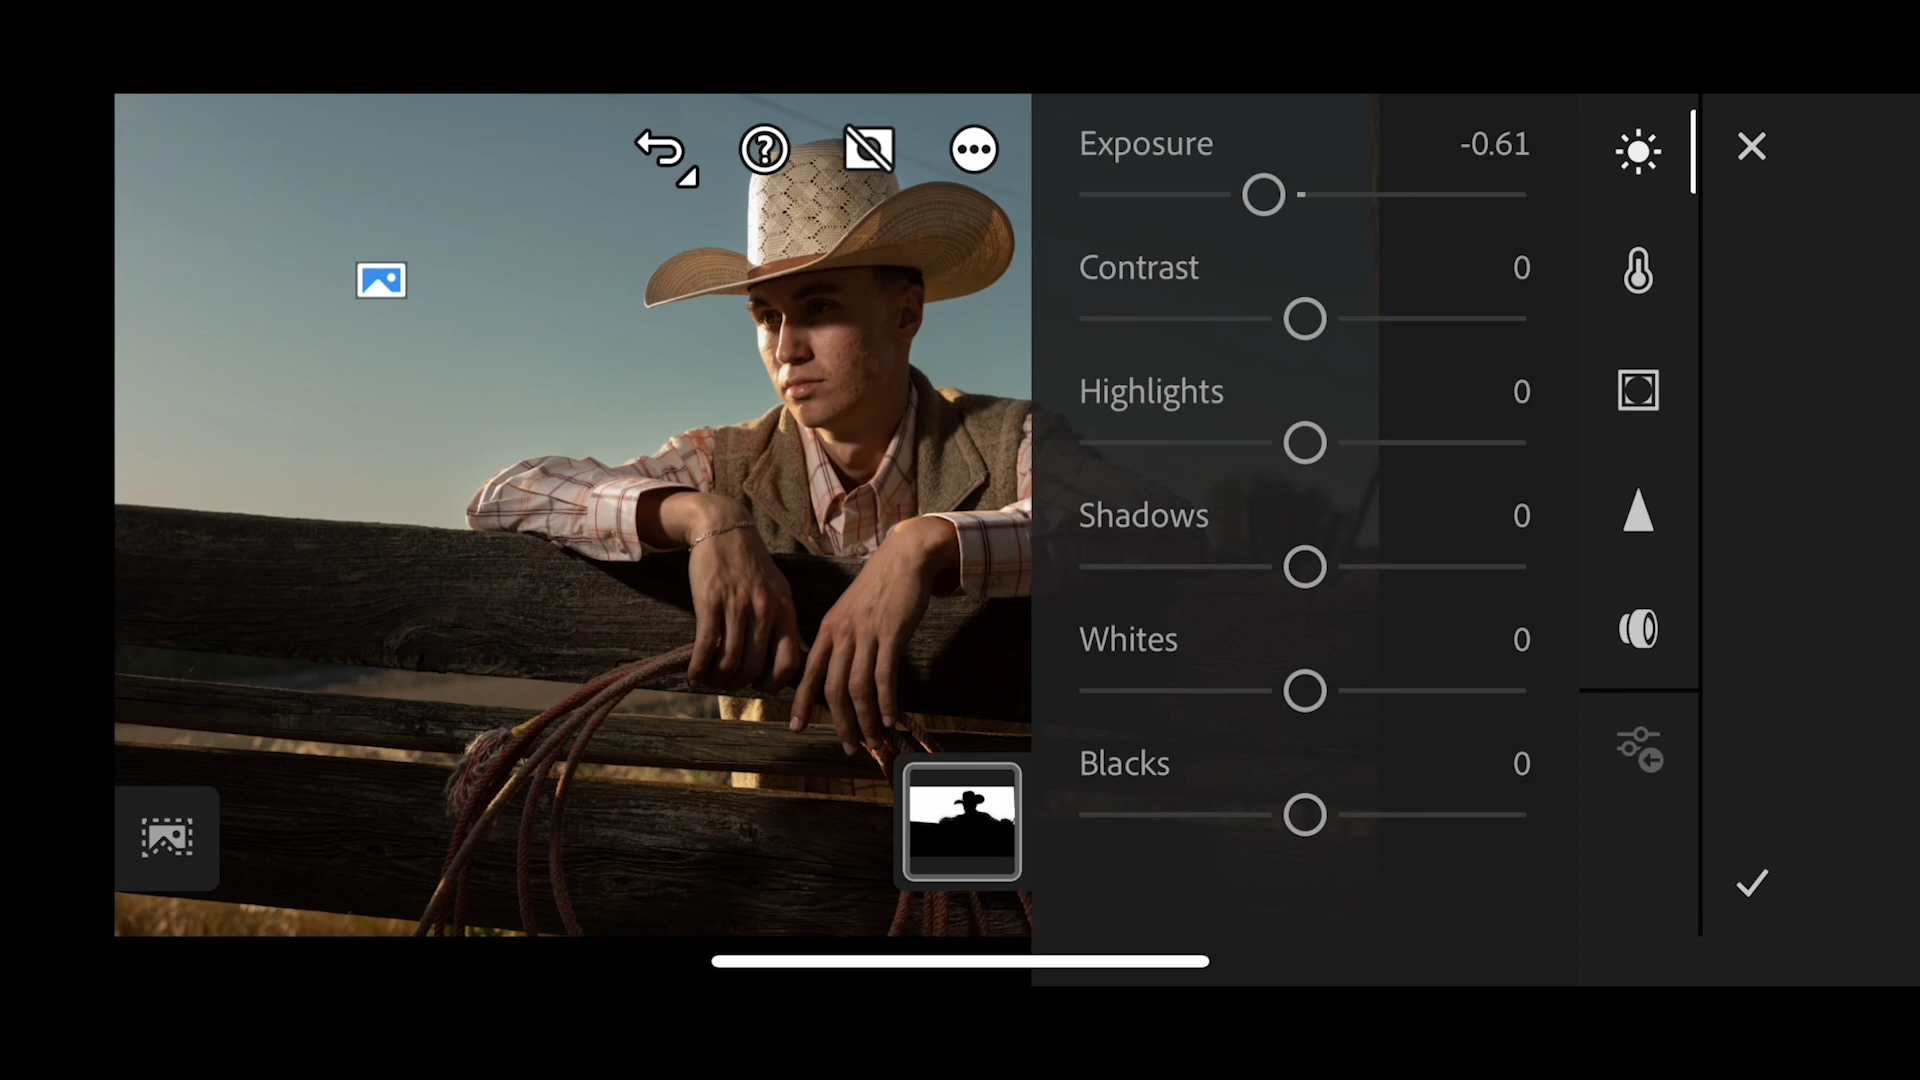 Exposure -0.61
Contrast 0
Highlights 0
Shadows 0
Whites 0
Blacks 0